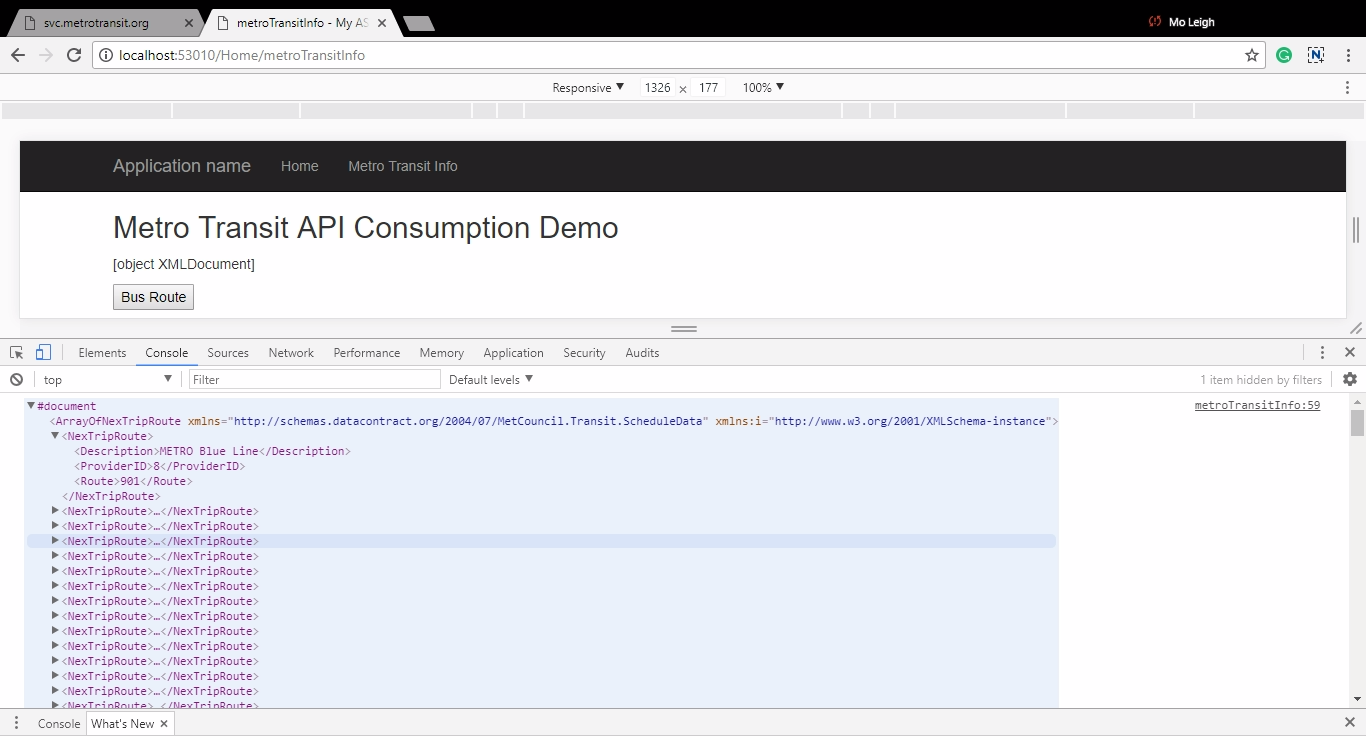 svc.metrotransit.org
metroTransitInfo - My AS
Mo Leigh
localhost:53010/Home/metroTransitInfo
Responsive 1326 × 177 100%
Application name Home Metro Transit Info
Metro Transit API Consumption Demo
[object XMLDocument]
Bus Route
Elements Console Sources Network Performance Memory Application Security Audits
top Filter Default levels 1 item hidden by filters
#document metroTransitInfo:59
<ArrayOfNexTripRoute xmlns="http://schemas.datacontract.org/2004/07/MetCouncil.Transit.ScheduleData" xmlns:i="http://www.w3.org/2001/XMLSchema-instance">
<NexTripRoute>
<Description>METRO Blue Line</Description>
<ProviderID>8</ProviderID>
<Route>901</Route>
</NexTripRoute>
<NexTripRoute>…</NexTripRoute>
<NexTripRoute>…</NexTripRoute>
<NexTripRoute>…</NexTripRoute>
<NexTripRoute>…</NexTripRoute>
<NexTripRoute>…</NexTripRoute>
<NexTripRoute>…</NexTripRoute>
<NexTripRoute>…</NexTripRoute>
<NexTripRoute>…</NexTripRoute>
<NexTripRoute>…</NexTripRoute>
<NexTripRoute>…</NexTripRoute>
<NexTripRoute>…</NexTripRoute>
<NexTripRoute>…</NexTripRoute>
<NexTripRoute>…</NexTripRoute>
<NexTripRoute>…</NexTripRoute>
Console What's New